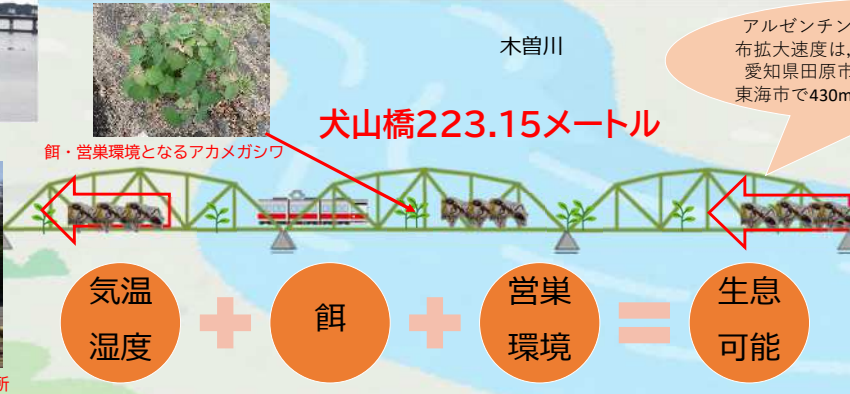 木曽川
アルゼンチン
布拡大速度は,
愛知県田原市
東海市で430m
犬山橋223.15メートル
餌・営巣環境となるアカメガシワ
気温
湿度
+
餌
+
営巣
環境
=
生息
可能
所